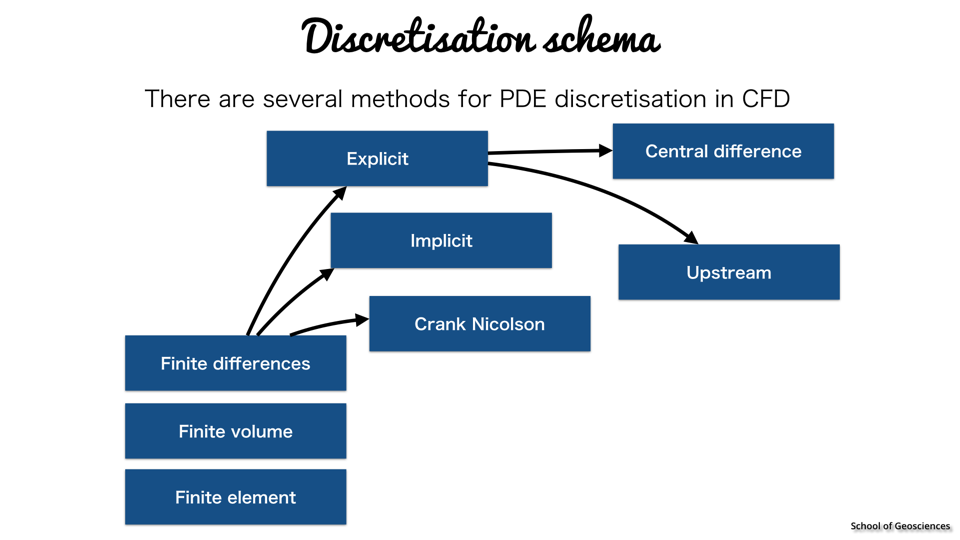 Discretisation schema
There are several methods for PDE discretisation in CFD
Explicit
Central difference
Implicit
Upstream
Crank Nicolson
Finite differences
Finite volume
Finite element
School of Geosciences